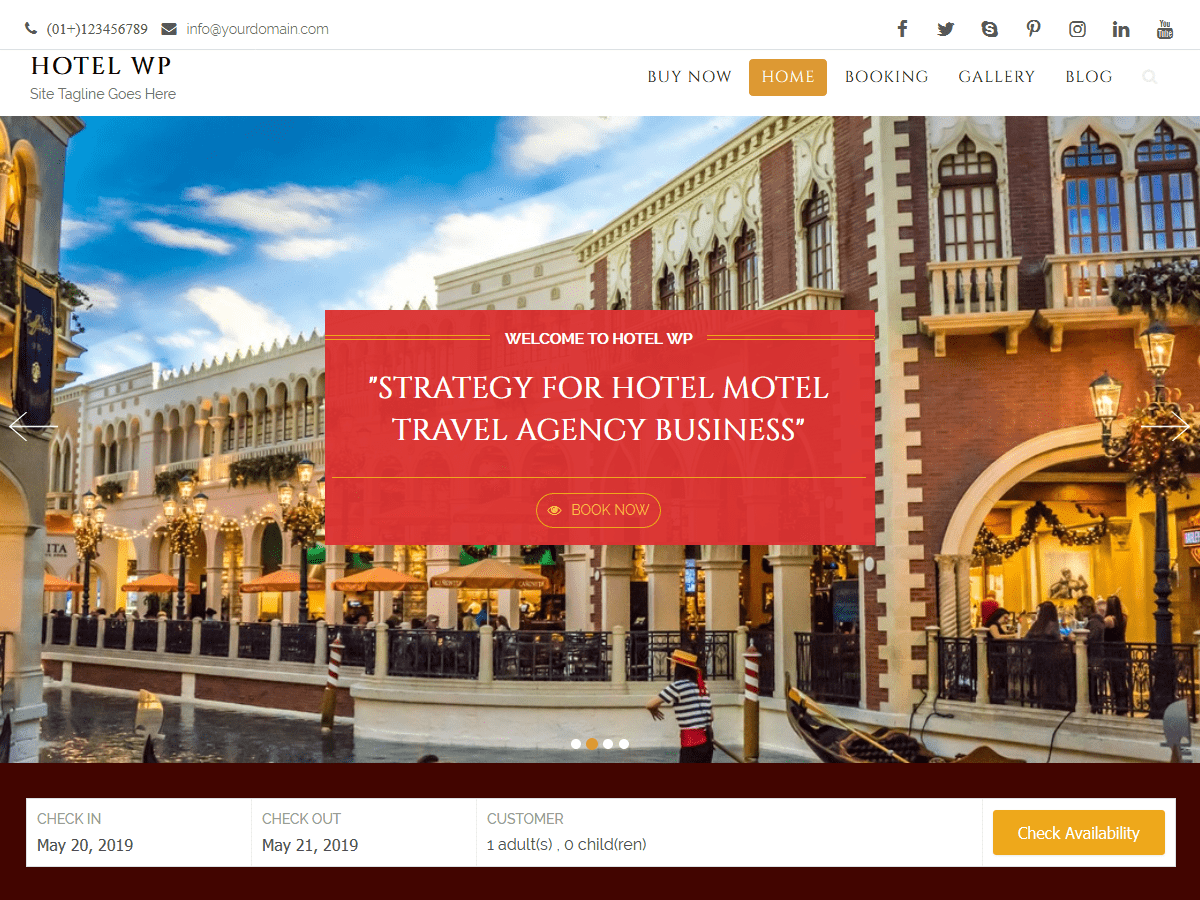 (01+)123456789 info@yourdomain.com
You
Tube
HOTEL WP
Site Tagline Goes Here
BUY NOW HOME BOOKING GALLERY BLOG
WELCOME TO HOTEL WP
"STRATEGY FOR HOTEL MOTEL
TRAVEL AGENCY BUSINESS"
BOOK NOW
CHECK IN
May 20, 2019
CHECK OUT
May 21, 2019
CUSTOMER
1 adult(s) , 0 child(ren)
Check Availability